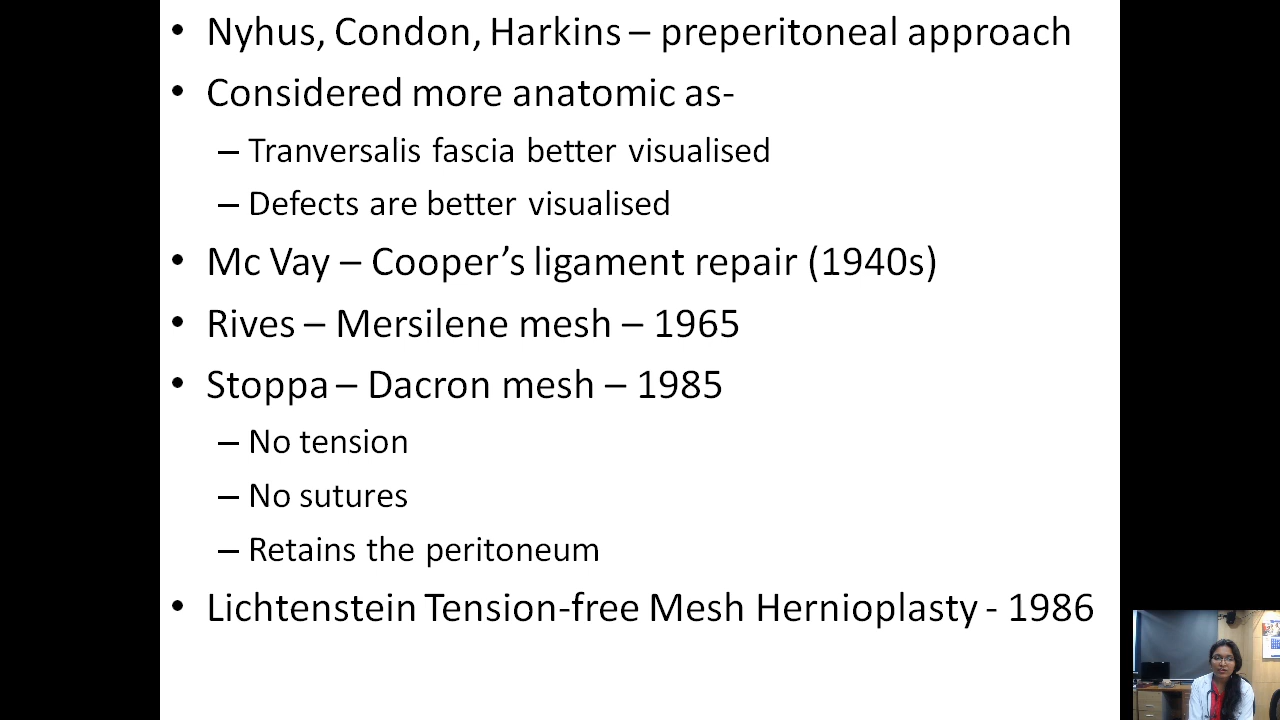 • Nyhus, Condon, Harkins – preperitoneal approach
• Considered more anatomic as-
– Tranversalis fascia better visualised
– Defects are better visualised
• Mc Vay – Cooper’s ligament repair (1940s)
• Rives – Mersilene mesh – 1965
• Stoppa – Dacron mesh – 1985
– No tension
– No sutures
– Retains the peritoneum
• Lichtenstein Tension-free Mesh Hernioplasty - 1986